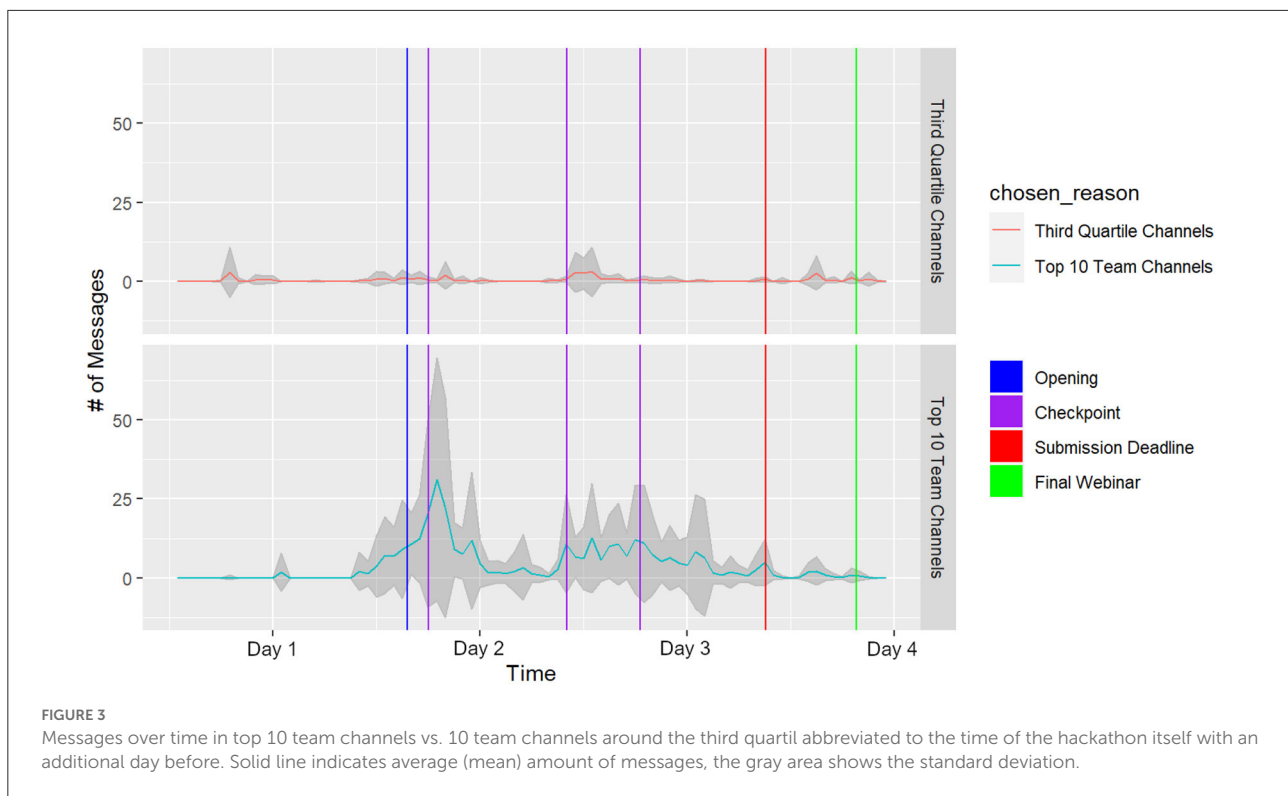 50
25
0
Third Quartile Channels
# of Messages
50
25
0
Top 10 Team Channels
Day 1
Day 2
Day 3
Day 4
Time
chosen_reason
Third Quartile Channels
Top 10 Team Channels
Opening
Checkpoint
Submission Deadline
Final Webinar
FIGURE 3
Messages over time in top 10 team channels vs. 10 team channels around the third quartil abbreviated to the time of the hackathon itself with an
additional day before. Solid line indicates average (mean) amount of messages, the gray area shows the standard deviation.